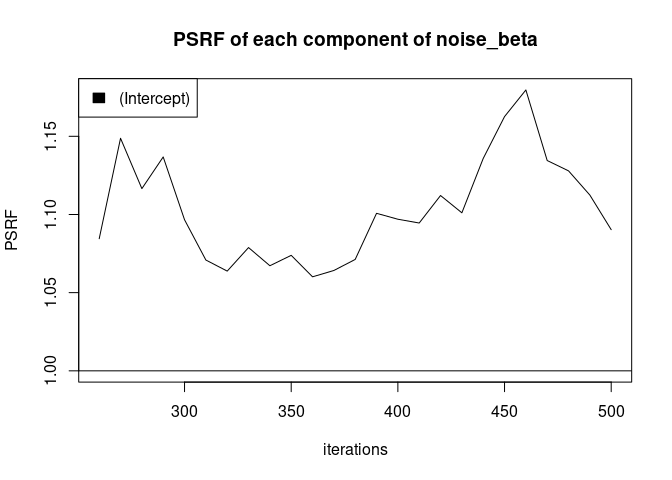 PSRF of each component of noise_beta
(Intercept)
PSRF
1.15
1.10
1.05
1.00
300 350 400 450 500
iterations